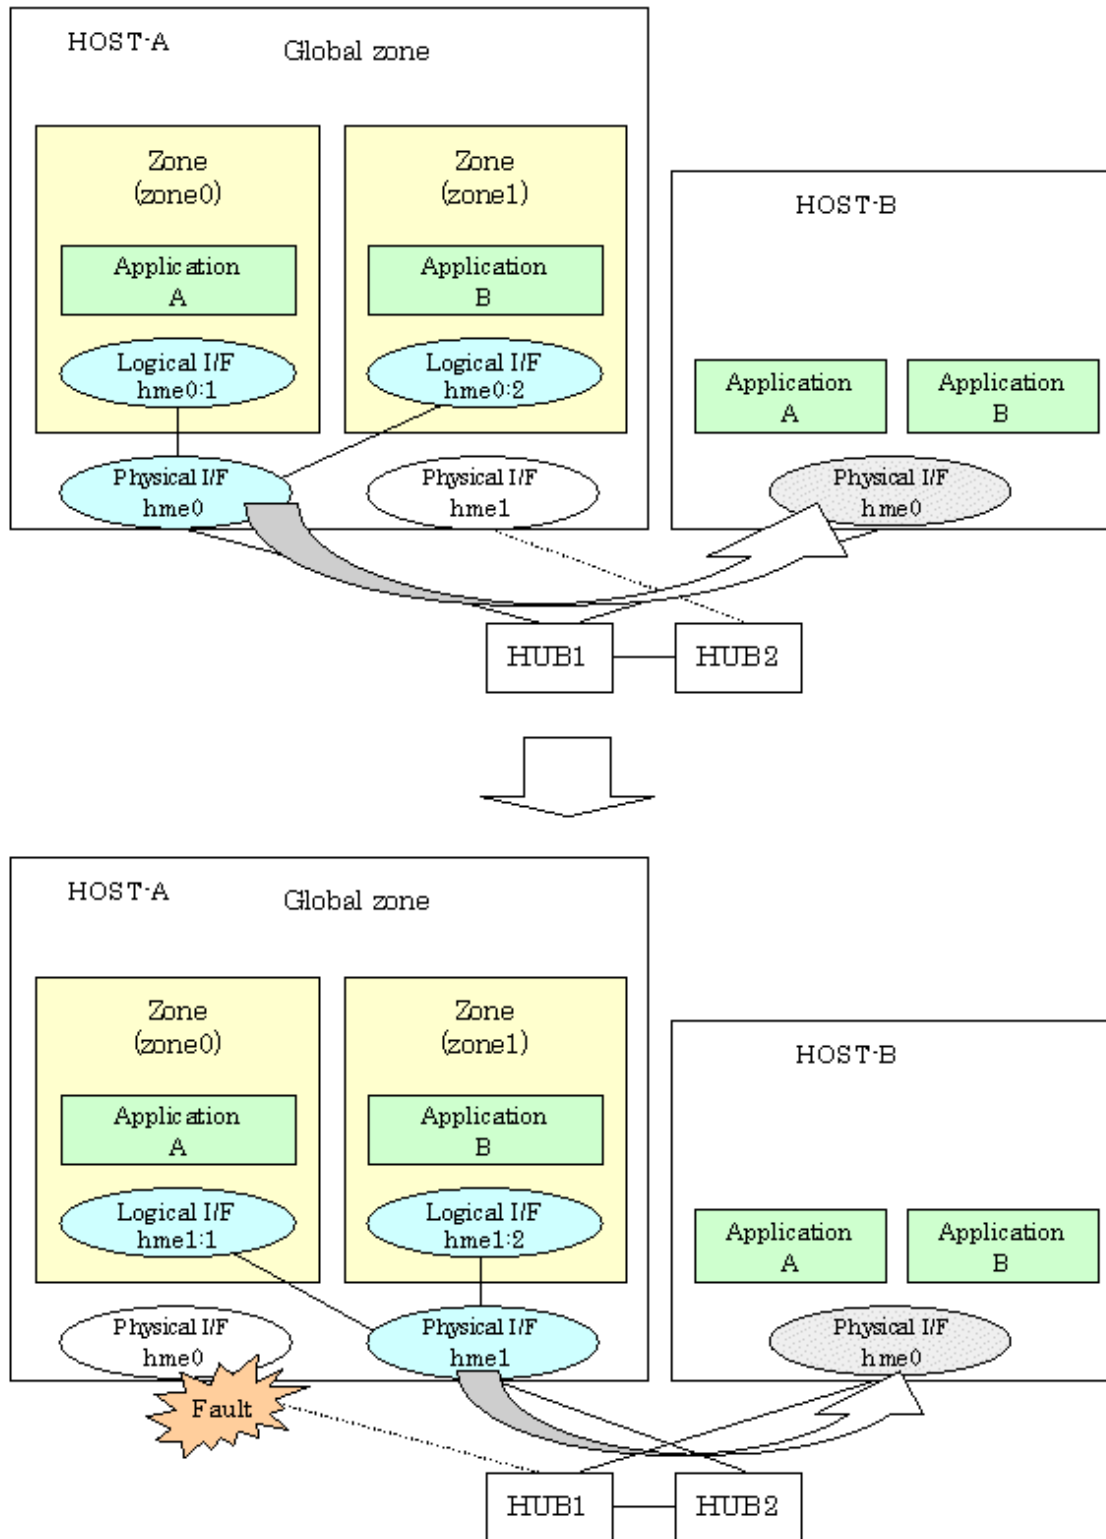 HOST-A
Global zone
Zone
(zone0)
Zone
(zone1)
HOST-B
Application
A
Application
B
Logical I/F
hme0:1
Logical I/F
hme0:2
Application
A
Application
B
Physical I/F
hme0
Physical I/F
hme1
Physical I/F
hme0
HUB1
HUB2
HOST-A
Global zone
Zone
(zone0)
Zone
(zone1)
HOST-B
Application
A
Application
B
Logical I/F
hme1:1
Logical I/F
hme1:2
Application
A
Application
B
Physical I/F
hme0
Physical I/F
hme1
Physical I/F
hme0
Fault
HUB1
HUB2